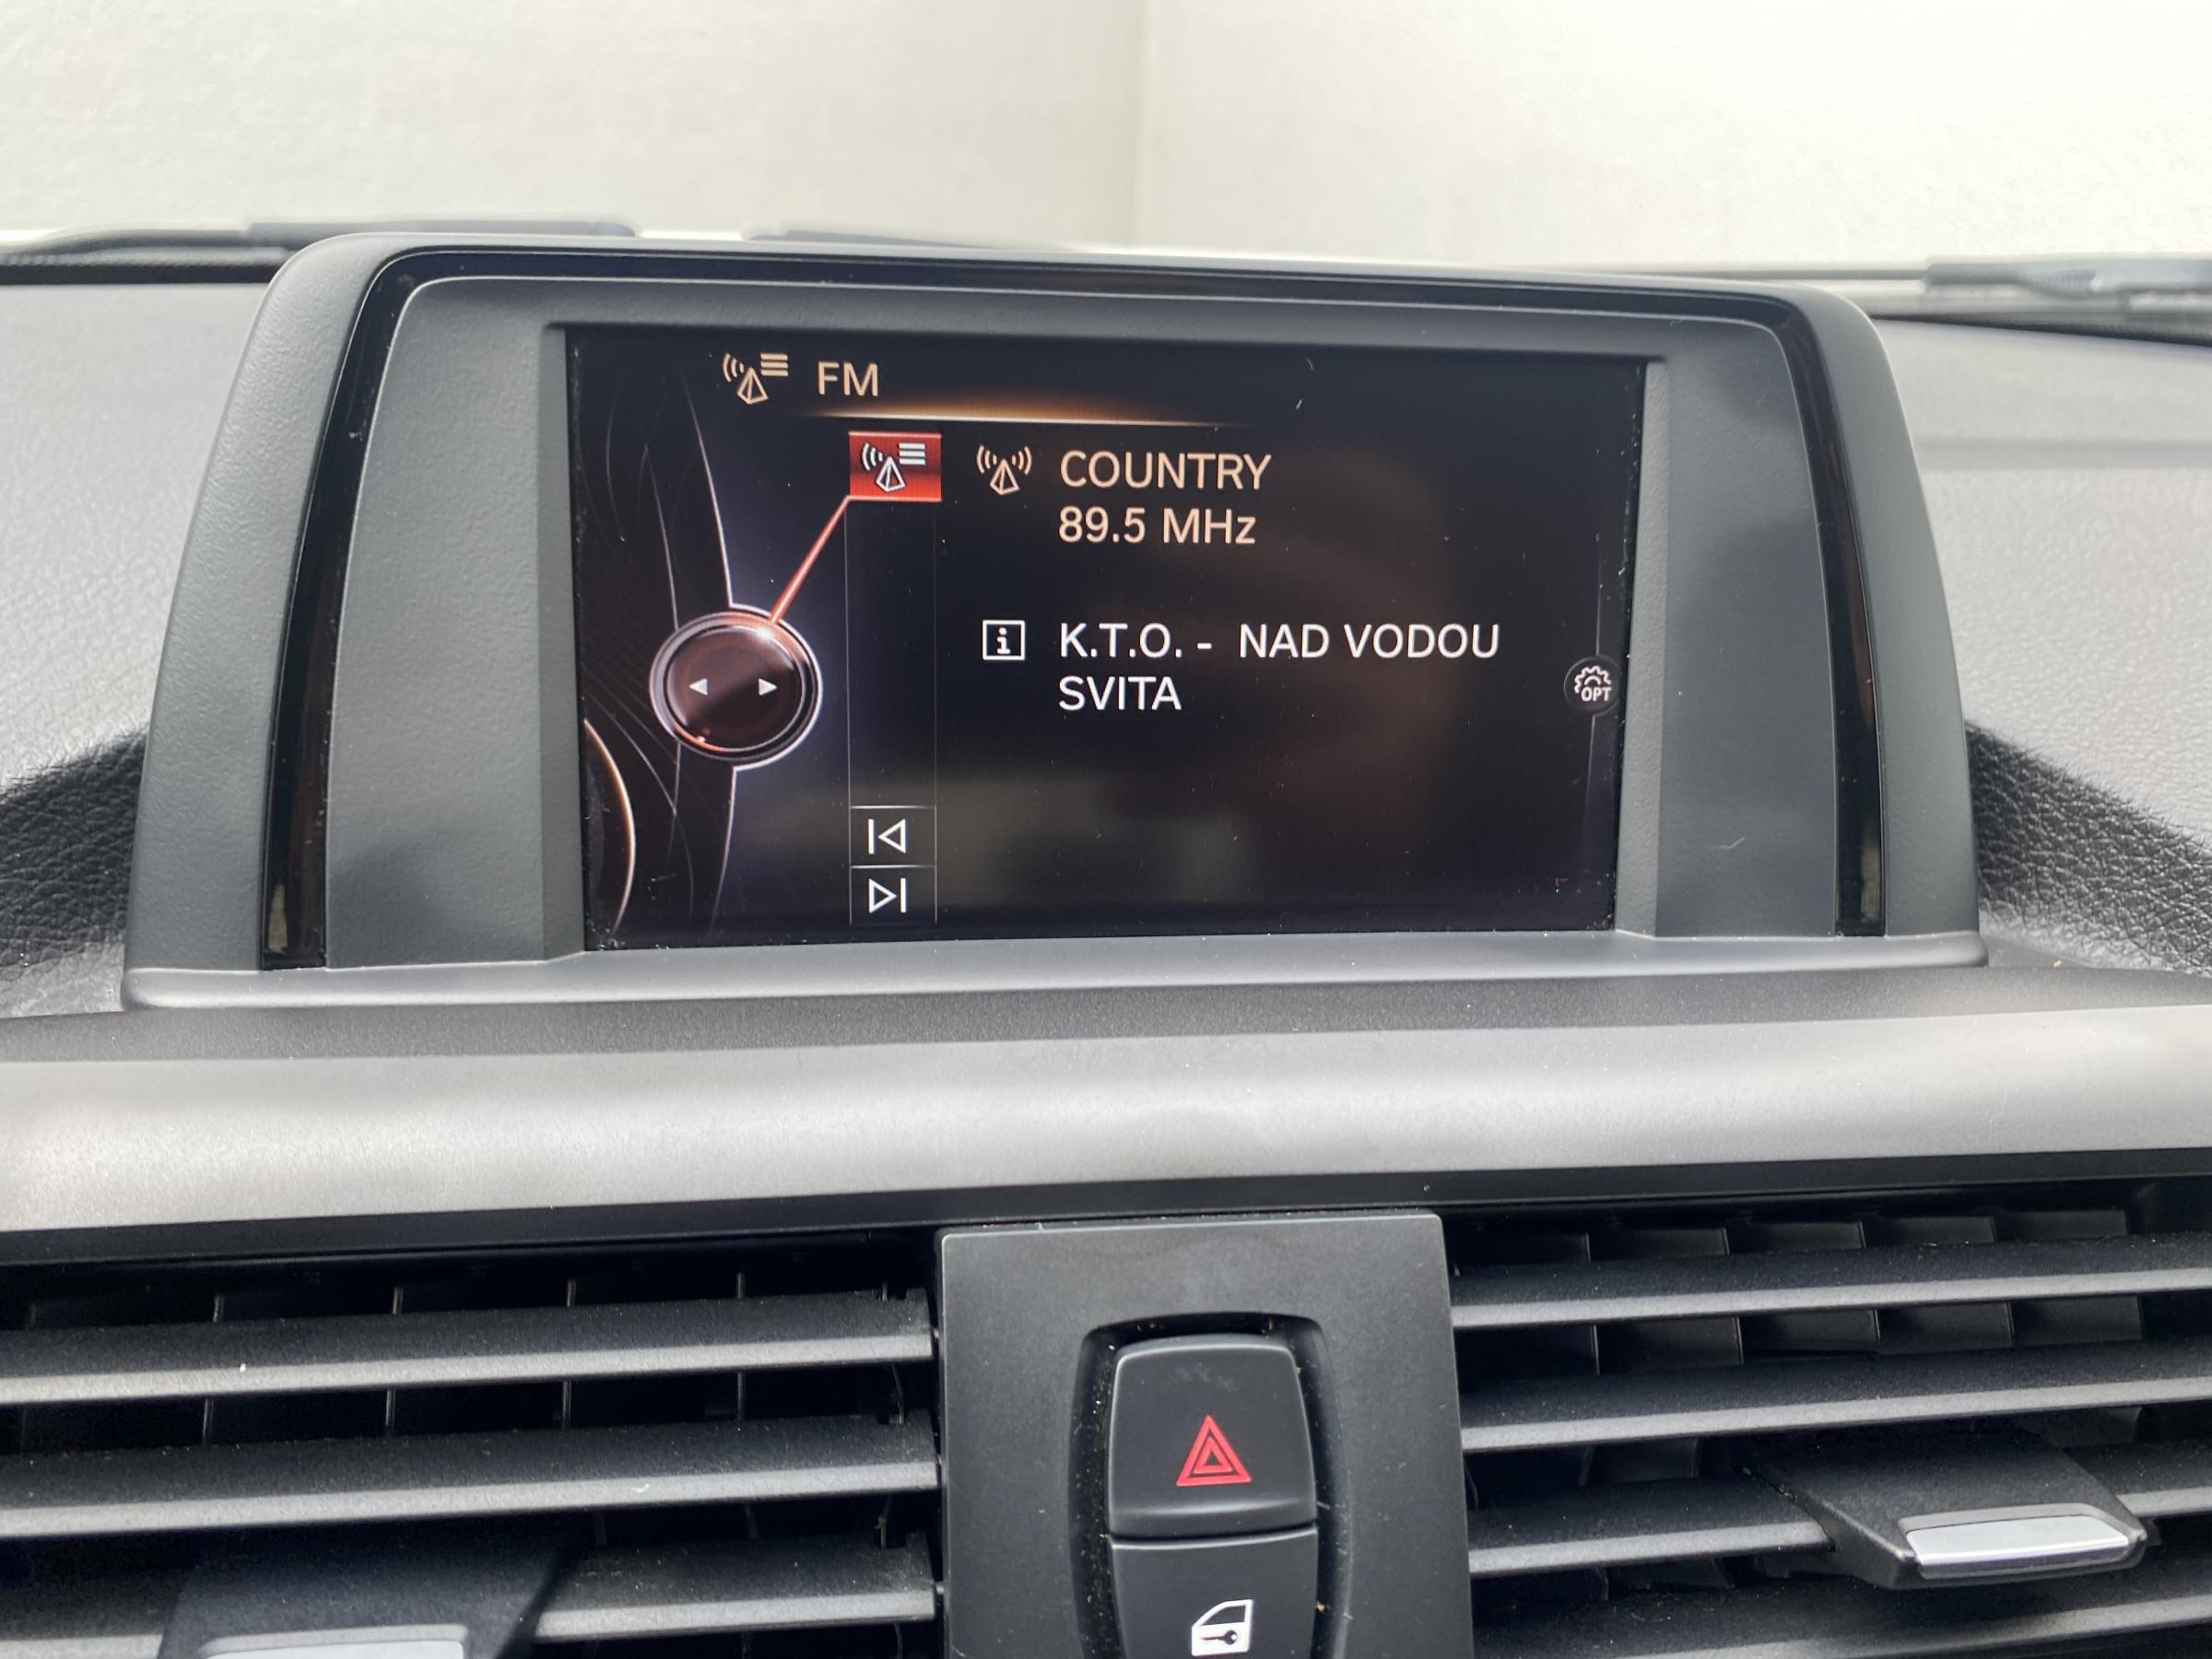 FM
COUNTRY
89.5 MHz
K.T.O. - NAD VODOU
SVITA
OPT